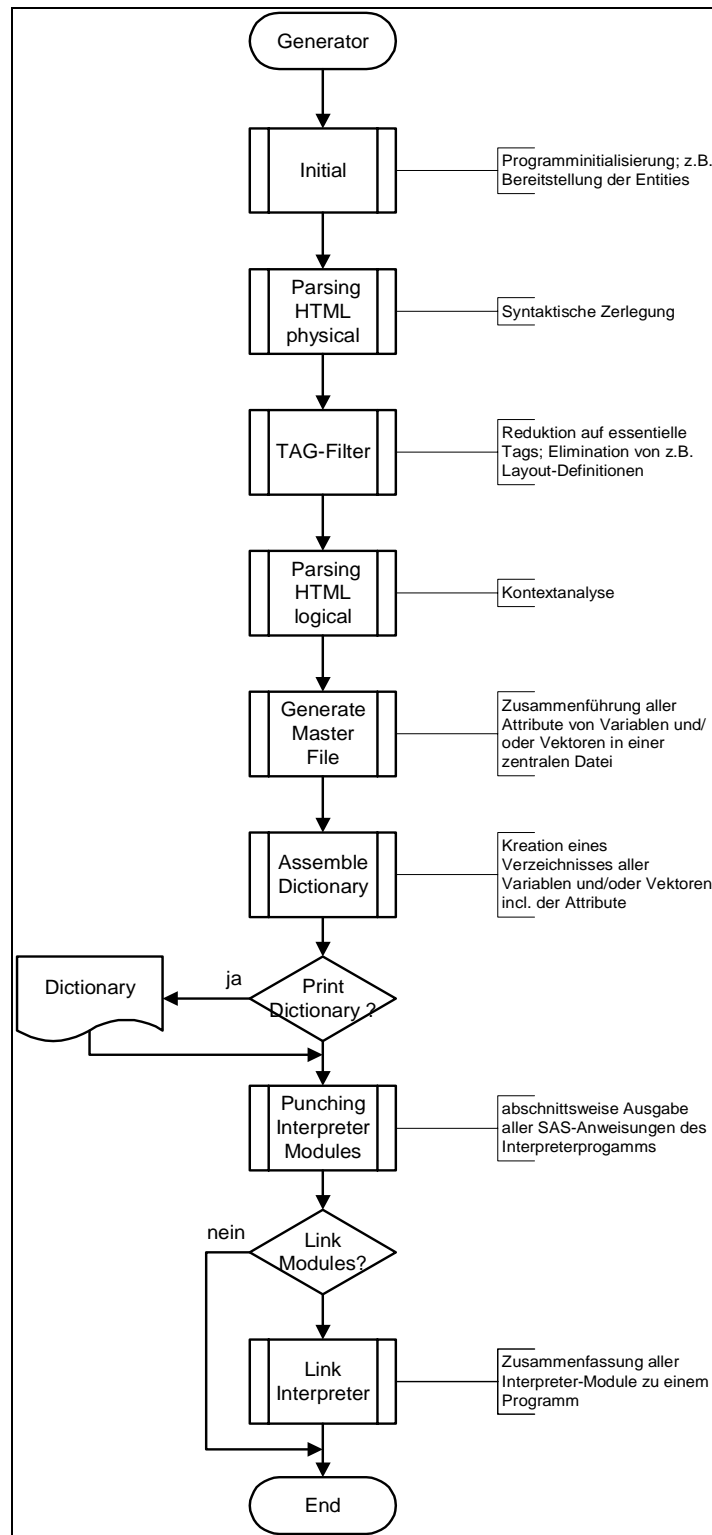 Generator
Initial
Programminitialisierung; z.B.
Bereitstellung der Entities
Parsing
HTML
physical
Syntaktische Zerlegung
TAG-Filter
Reduktion auf essentielle
Tags; Elimination von z.B.
Layout-Definitionen
Parsing
HTML
logical
Kontextanalyse
Generate
Master
File
Zusammenführung aller
Attribute von Variablen und/
oder Vektoren in einer
zentralen Datei
Assemble
Dictionary
Kreation eines
Verzeichnisses aller
Variablen und/oder Vektoren
incl. der Attribute
Dictionary
ja
Print
Dictionary ?
Punching
Interpreter
Modules
abschnittsweise Ausgabe
aller SAS-Anweisungen des
Interpreterprogamms
nein
Link
Modules?
Link
Interpreter
Zusammenfassung aller
Interpreter-Module zu einem
Programm
End